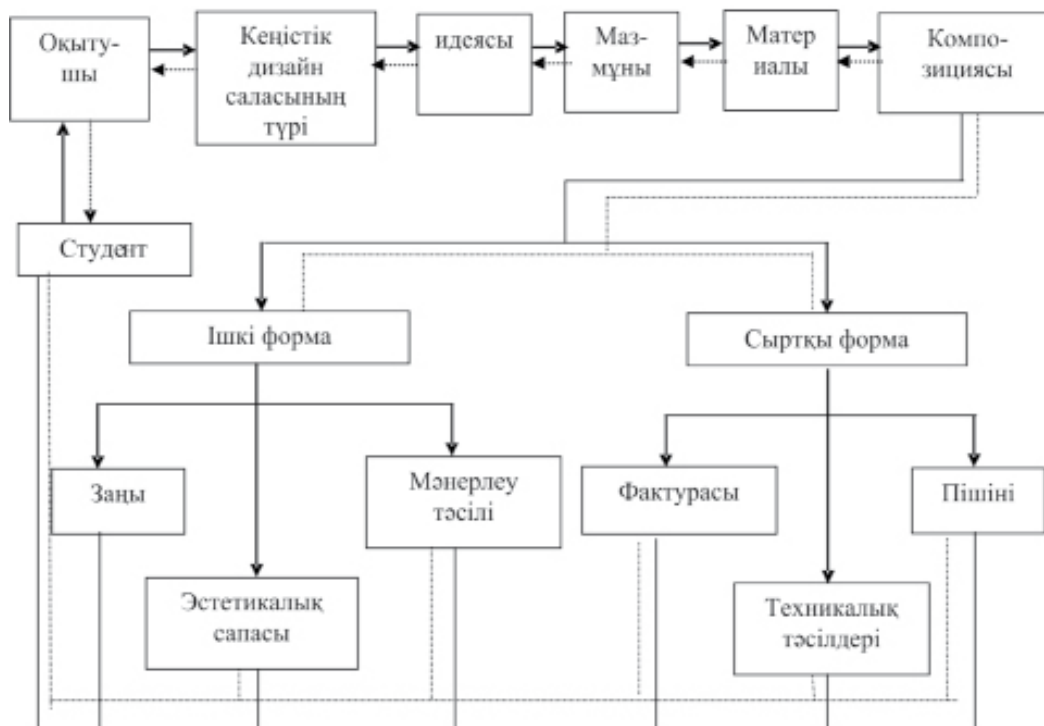 Оқыту-
шы
Кеңістік
дизайн
саласының
түрі
идеясы
Маз-
мұны
Матер
иалы
Компо-
зициясы
Студент
Ішкі форма
Сыртқы форма
Заңы
Мәнерлеу
тәсілі
Фактурасы
Пішіні
Эстетикалық
сапасы
Техникалық
тәсілдері